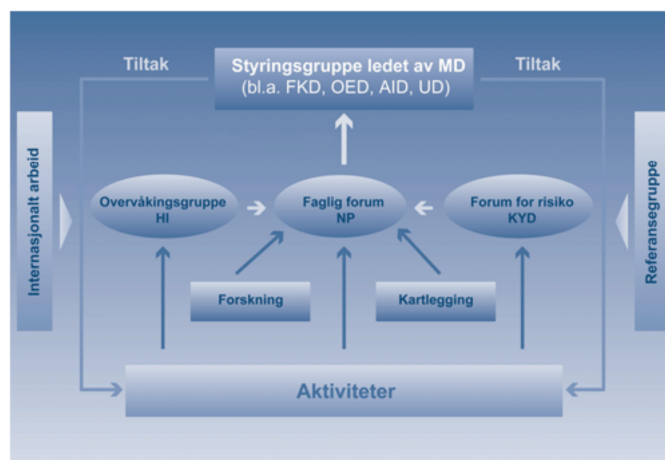 Tiltak
Styringsgruppe ledet av MD
(bl.a. FKD, OED, AID, UD)
Tiltak
Internasjonalt arbeid
Overvåkingsgruppe
HI
Faglig forum
NP
Forum for risiko
KYD
Referansegruppe
Forskning
Kartlegging
Aktiviteter